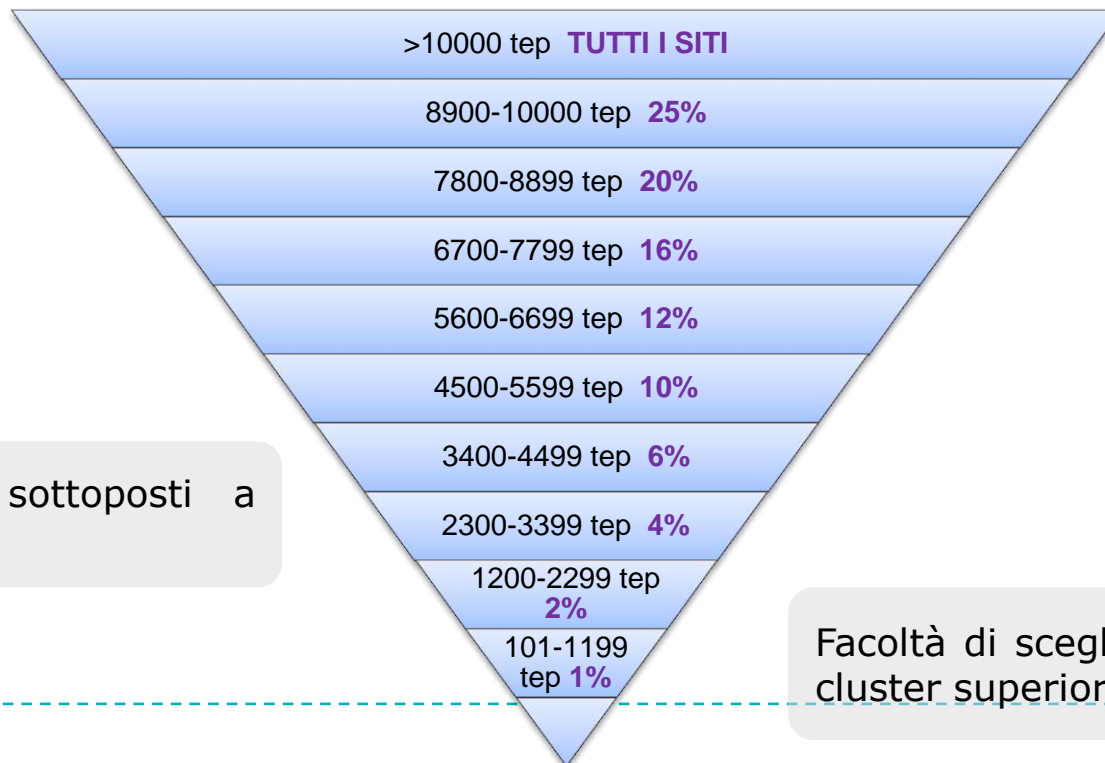 >10000 tep TUTTI I SITI
8900-10000 tep 25%
7800-8899 tep 20%
6700-7799 tep 16%
5600-6699 tep 12%
4500-5599 tep 10%
3400-4499 tep 6%
sottoposti a
2300-3399 tep 4%
1200-2299 tep
2%
101-1199
tep 1%
Facoltà di
cluster